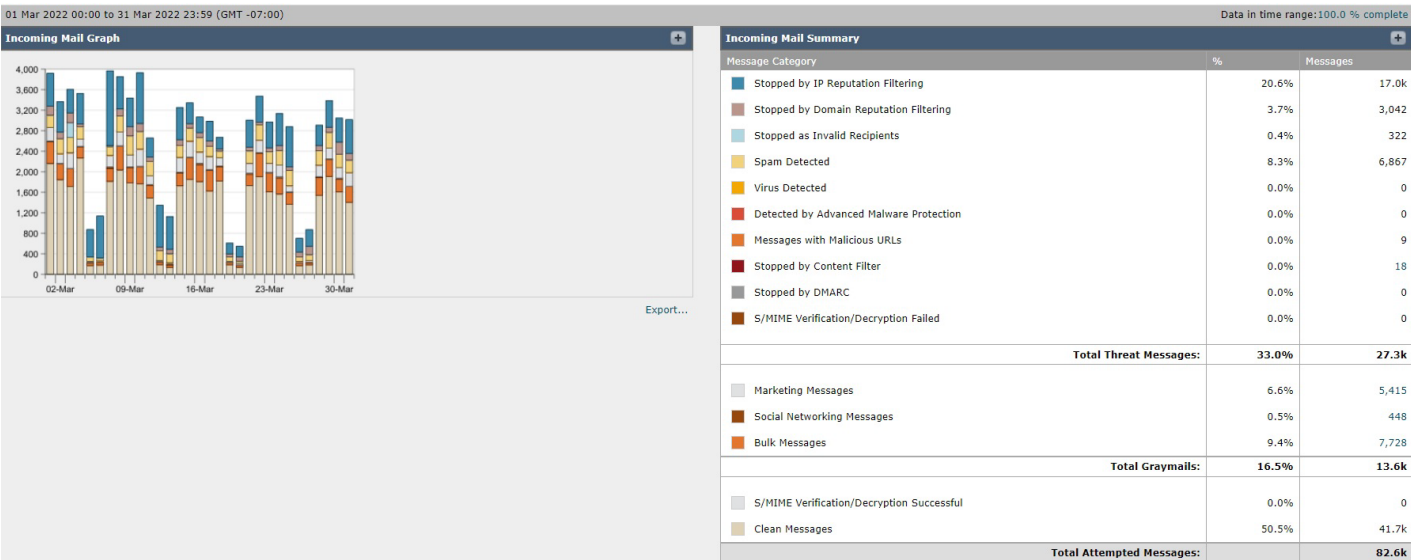 01 Mar 2022 00:00 to 31 Mar 2022 23:59 (GMT -07:00)
Data in time range:100.0 % complete
Incoming Mail Graph
4,000
3,600
3,200
2,800
2,400
2,000
1,600
1,200
800
400
0
02-Mar 09-Mar 16-Mar 23-Mar 30-Mar
Export...
Incoming Mail Summary
Message Category % Messages
Stopped by IP Reputation Filtering 20.6% 17.0k
Stopped by Domain Reputation Filtering 3.7% 3,042
Stopped as Invalid Recipients 0.4% 322
Spam Detected 8.3% 6,867
Virus Detected 0.0% 0
Detected by Advanced Malware Protection 0.0% 0
Messages with Malicious URLs 0.0% 9
Stopped by Content Filter 0.0% 18
Stopped by DMARC 0.0% 0
S/MIME Verification/Decryption Failed 0.0% 0
Total Threat Messages: 33.0% 27.3k
Marketing Messages 6.6% 5,415
Social Networking Messages 0.5% 448
Bulk Messages 9.4% 7,728
Total Graymails: 16.5% 13.6k
S/MIME Verification/Decryption Successful 0.0% 0
Clean Messages 50.5% 41.7k
Total Attempted Messages: 82.6k